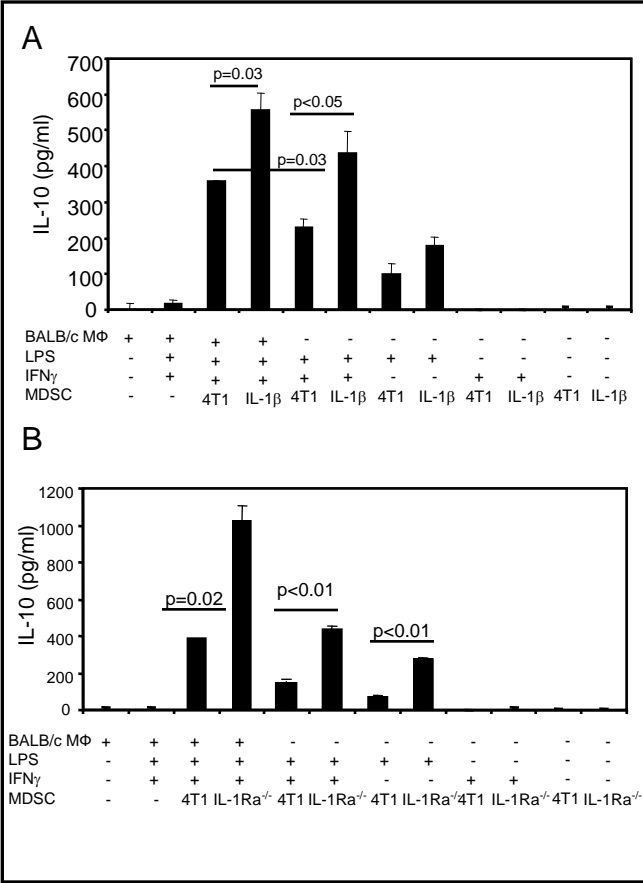 A
IL-10 (pg/ml)
700
600
500
400
300
200
100
0
p=0.03
p<0.05
p=0.03
BALB/c MΦ + + + + - - - - - - - -
LPS - + + + + + + + - - - -
IFNγ - + + + + + - - + + - -
MDSC - - 4T1 IL-1β 4T1 IL-1β 4T1 IL-1β 4T1 IL-1β 4T1 IL-1β
B
IL-10 (pg/ml)
1200
1000
800
600
400
200
0
p=0.02
p<0.01
p<0.01
BALB/c MΦ + + + + - - - - - - - -
LPS - + + + + + + + - - - -
IFNγ - + + + + + - - + + - -
MDSC - - 4T1 IL-1Ra-/- 4T1 IL-1Ra-/- 4T1 IL-1Ra-/- 4T1 IL-1Ra-/- 4T1 IL-1Ra-/-